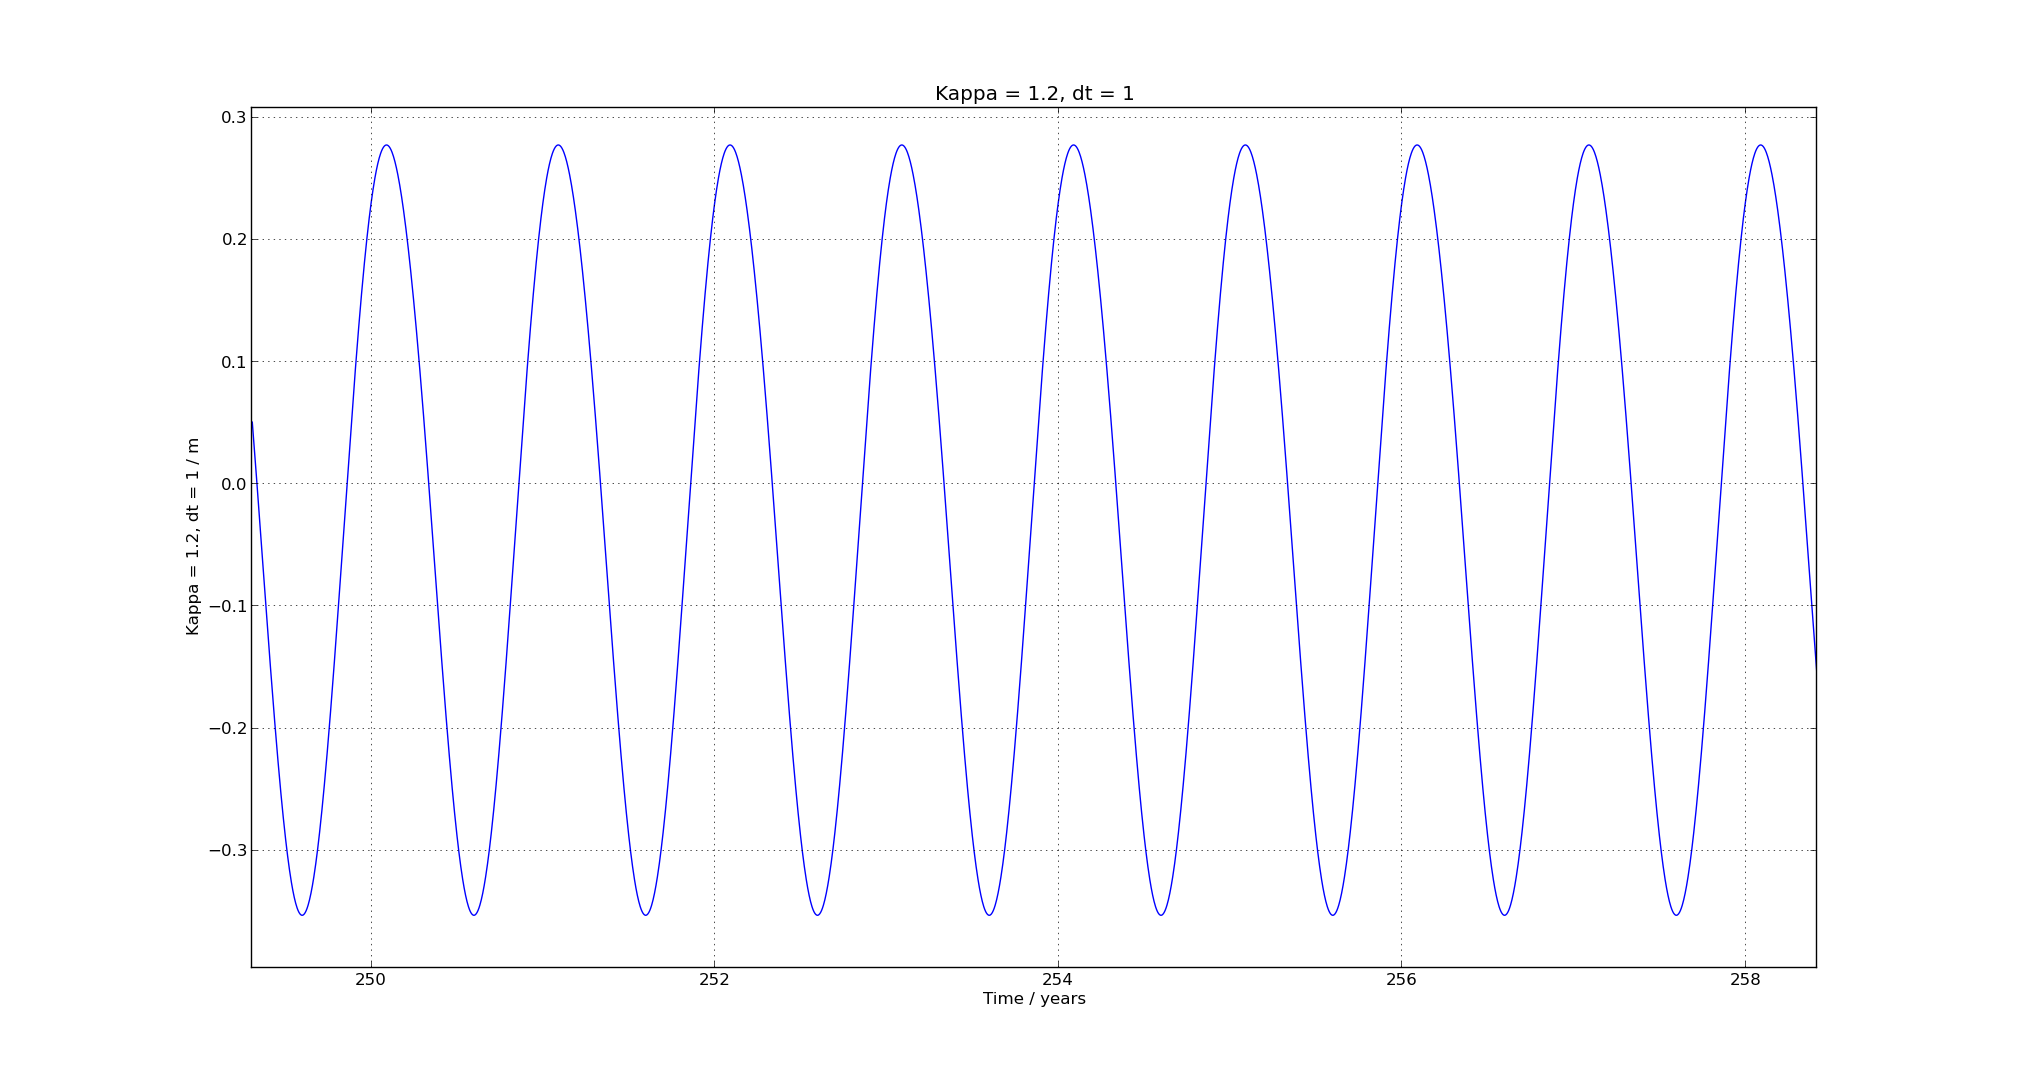 Kappa = 1.2, dt = 1
0.3
0.2
0.1
0.0
−0.1
−0.2
−0.3
Kappa = 1.2, dt = 1 / m
250 252 254 256 258
Time / years